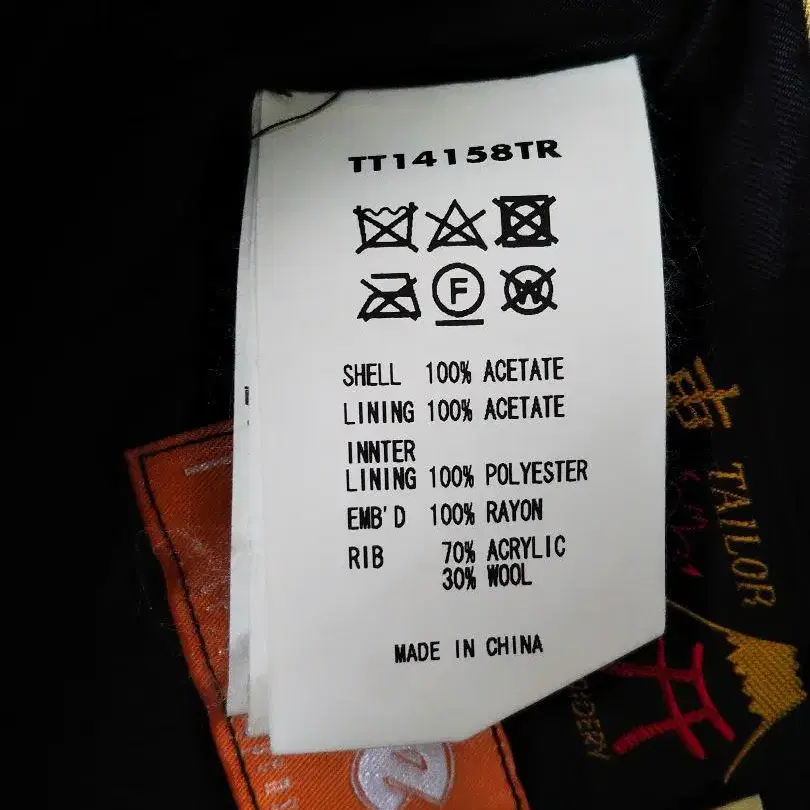 TT14158TR
F
W
SHELL 100% ACETATE
LINING 100% ACETATE
INNTER
LINING 100% POLYESTER
EMB'D 100% RAYON
RIB 70% ACRYLIC
30% WOOL
MADE IN CHINA
TAILOR